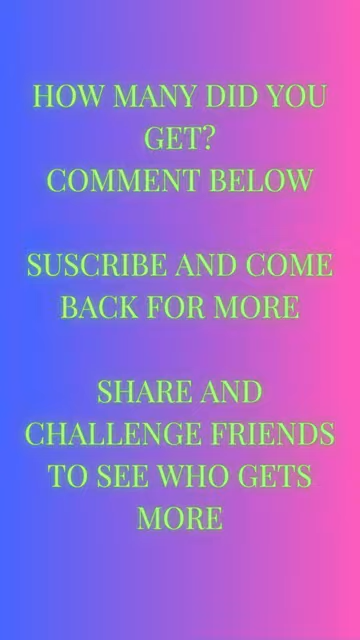 HOW MANY DID YOU
GET?
COMMENT BELOW
SUSCRIBE AND COME
BACK FOR MORE
SHARE AND
CHALLENGE FRIENDS
TO SEE WHO GETS
MORE